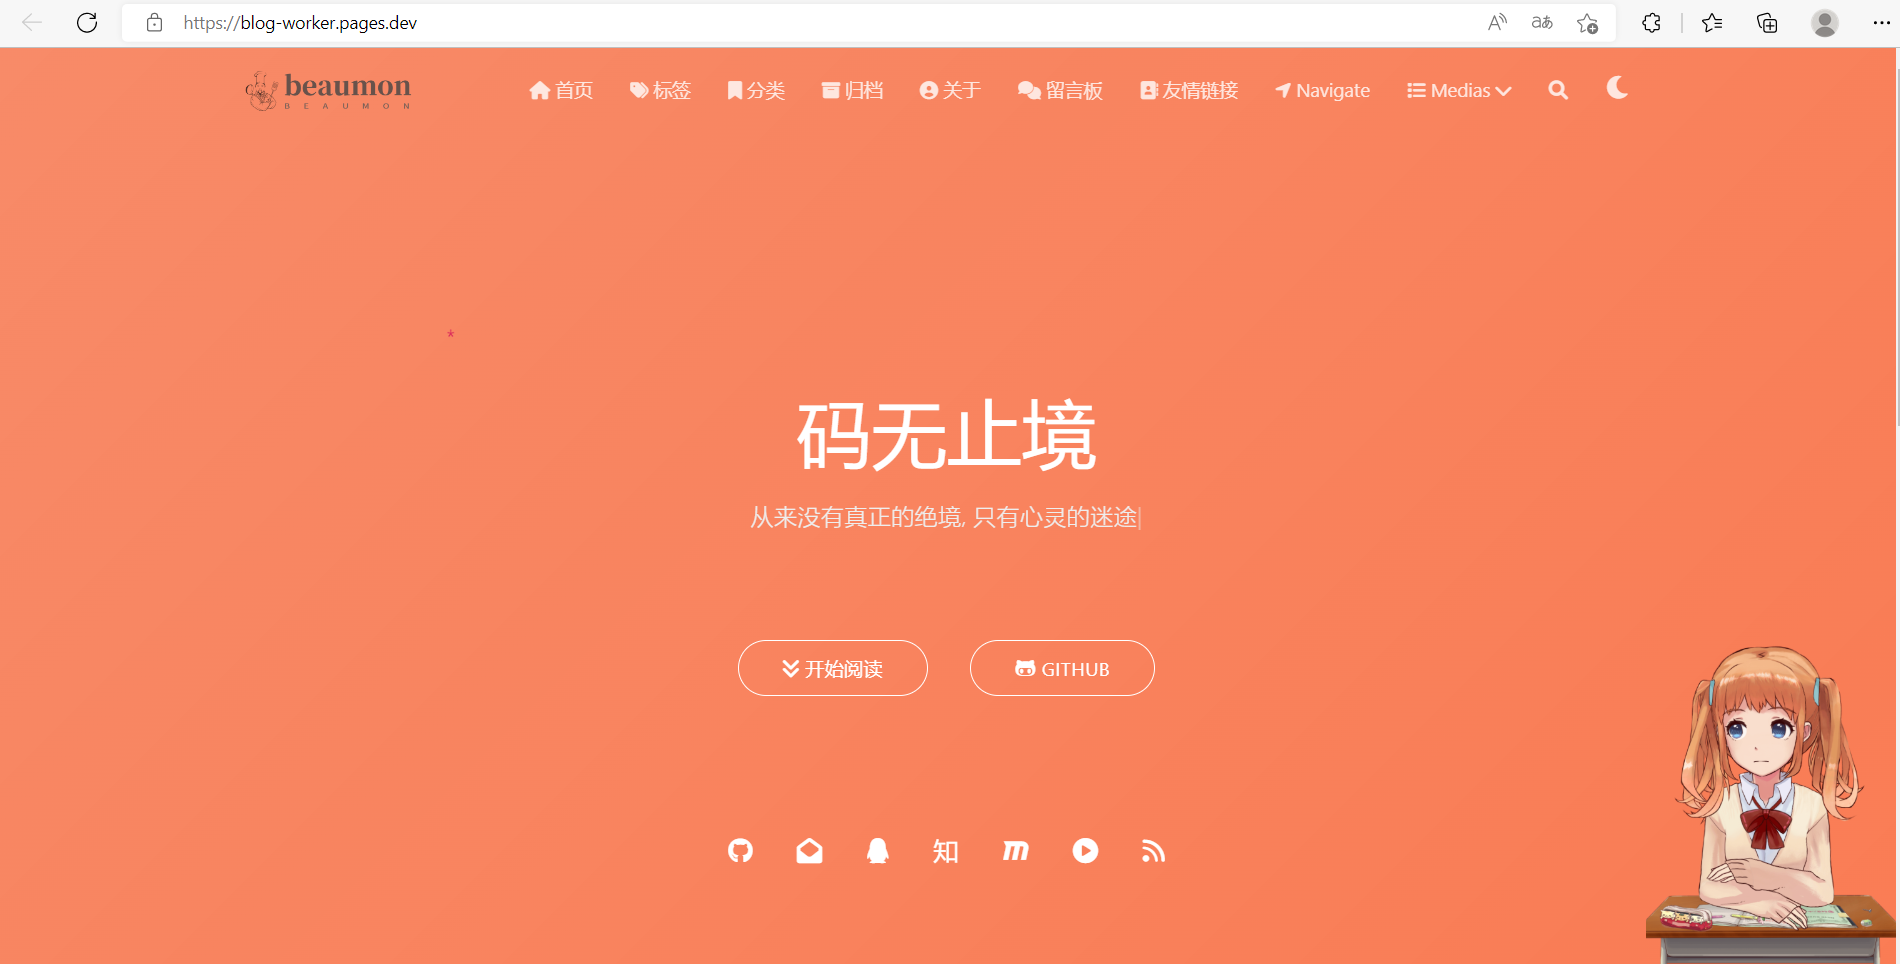 https://blog-worker.pages.dev
beaumon
BEAUMON
首页 标签 分类 归档 关于 留言板 友情链接 Navigate Medias
码无止境
从来没有真正的绝境, 只有心灵的迷途|
开始阅读 GITHUB
知